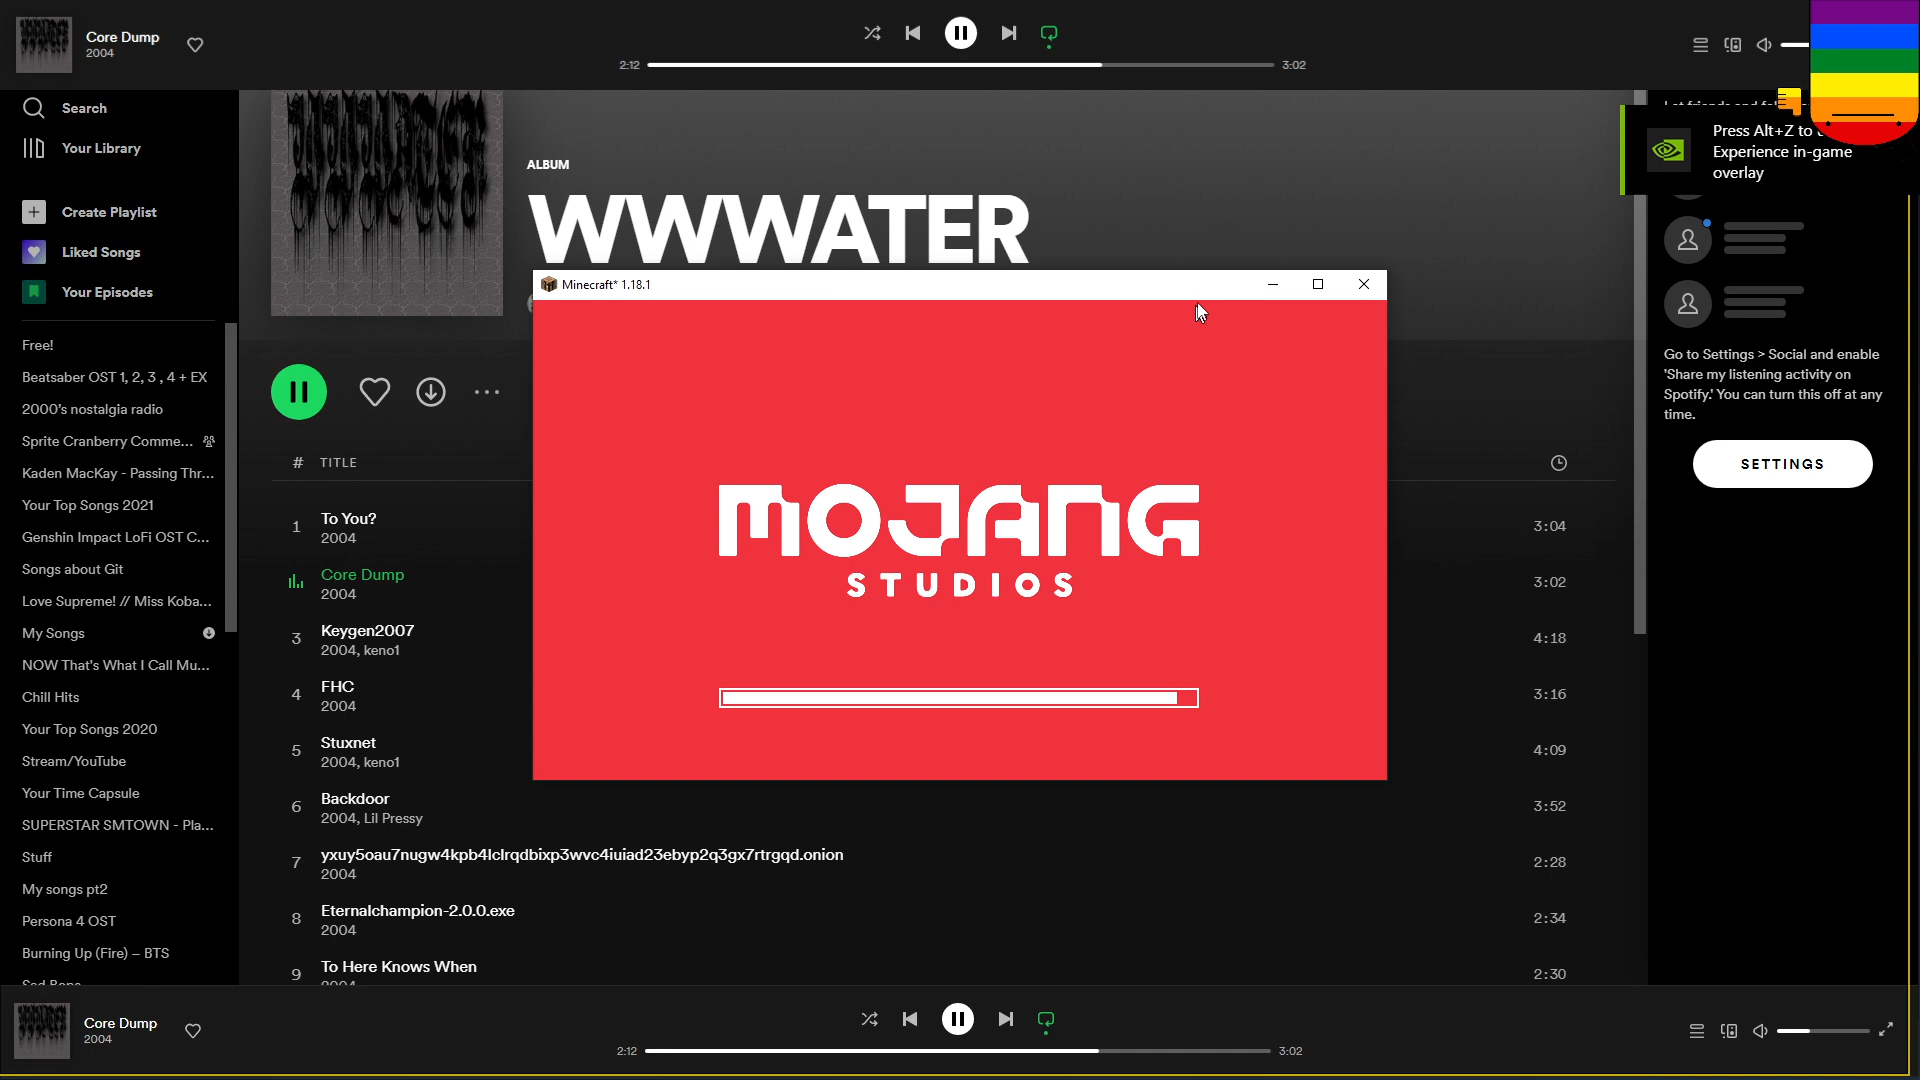 Core Dump
2004
2:12
3:02
Search
Your Library
Create Playlist
Liked Songs
Your Episodes
Free!
Beatsaber OST 1, 2, 3 , 4 + EX
2000's nostalgia radio
Sprite Cranberry Comme...
Kaden MacKay - Passing Thr...
Your Top Songs 2021
Genshin Impact LoFi OST C...
Songs about Git
Love Supreme! // Miss Koba...
My Songs
NOW That's What I Call Mu...
Chill Hits
Your Top Songs 2020
Stream/YouTube
Your Time Capsule
SUPERSTAR SMTOWN - Pla...
Stuff
My songs pt2
Persona 4 OST
Burning Up (Fire) – BTS
ALBUM
WWWATER
Minecraft* 1.18.1
MOJANG
STUDIOS
# TITLE
1 To You? 3:04
2004
Core Dump 3:02
2004
3 Keygen2007 4:18
2004, keno1
4 FHC 3:16
2004
5 Stuxnet 4:09
2004, keno1
6 Backdoor 3:52
2004, Lil Pressy
7 yxuy5oau7nugw4kpb4lclrqdbixp3wvc4iuiad23ebyp2q3gx7rtrgqd.onion 2:28
2004
8 Eternalchampion-2.0.0.exe 2:34
2004
9 To Here Knows When 2:30
2004
Press Alt+Z to
Experience in-game
overlay
Go to Settings > Social and enable
'Share my listening activity on
Spotify.' You can turn this off at any
time.
SETTINGS
Core Dump
2004
2:12
3:02